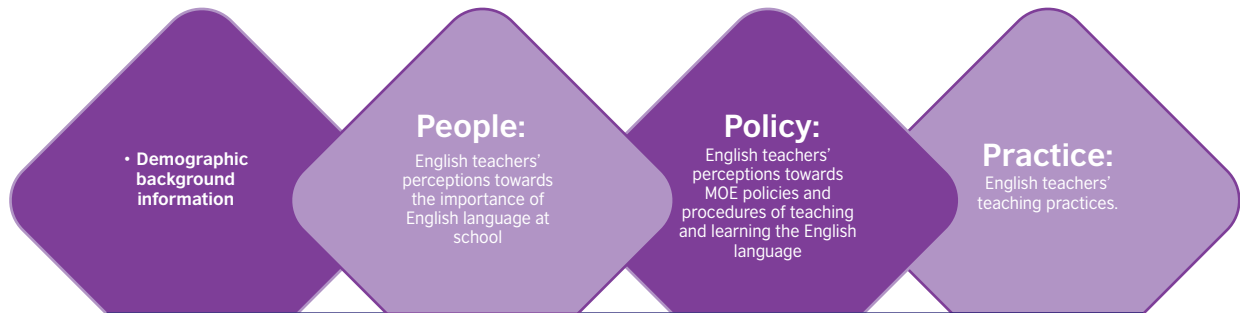 • Demographic
background
information
People:
English teachers'
perceptions towards
the importance of
English language at
school
Policy:
English teachers'
perceptions towards
MOE policies and
procedures of teaching
and learning the English
language
Practice:
English teachers'
teaching practices.